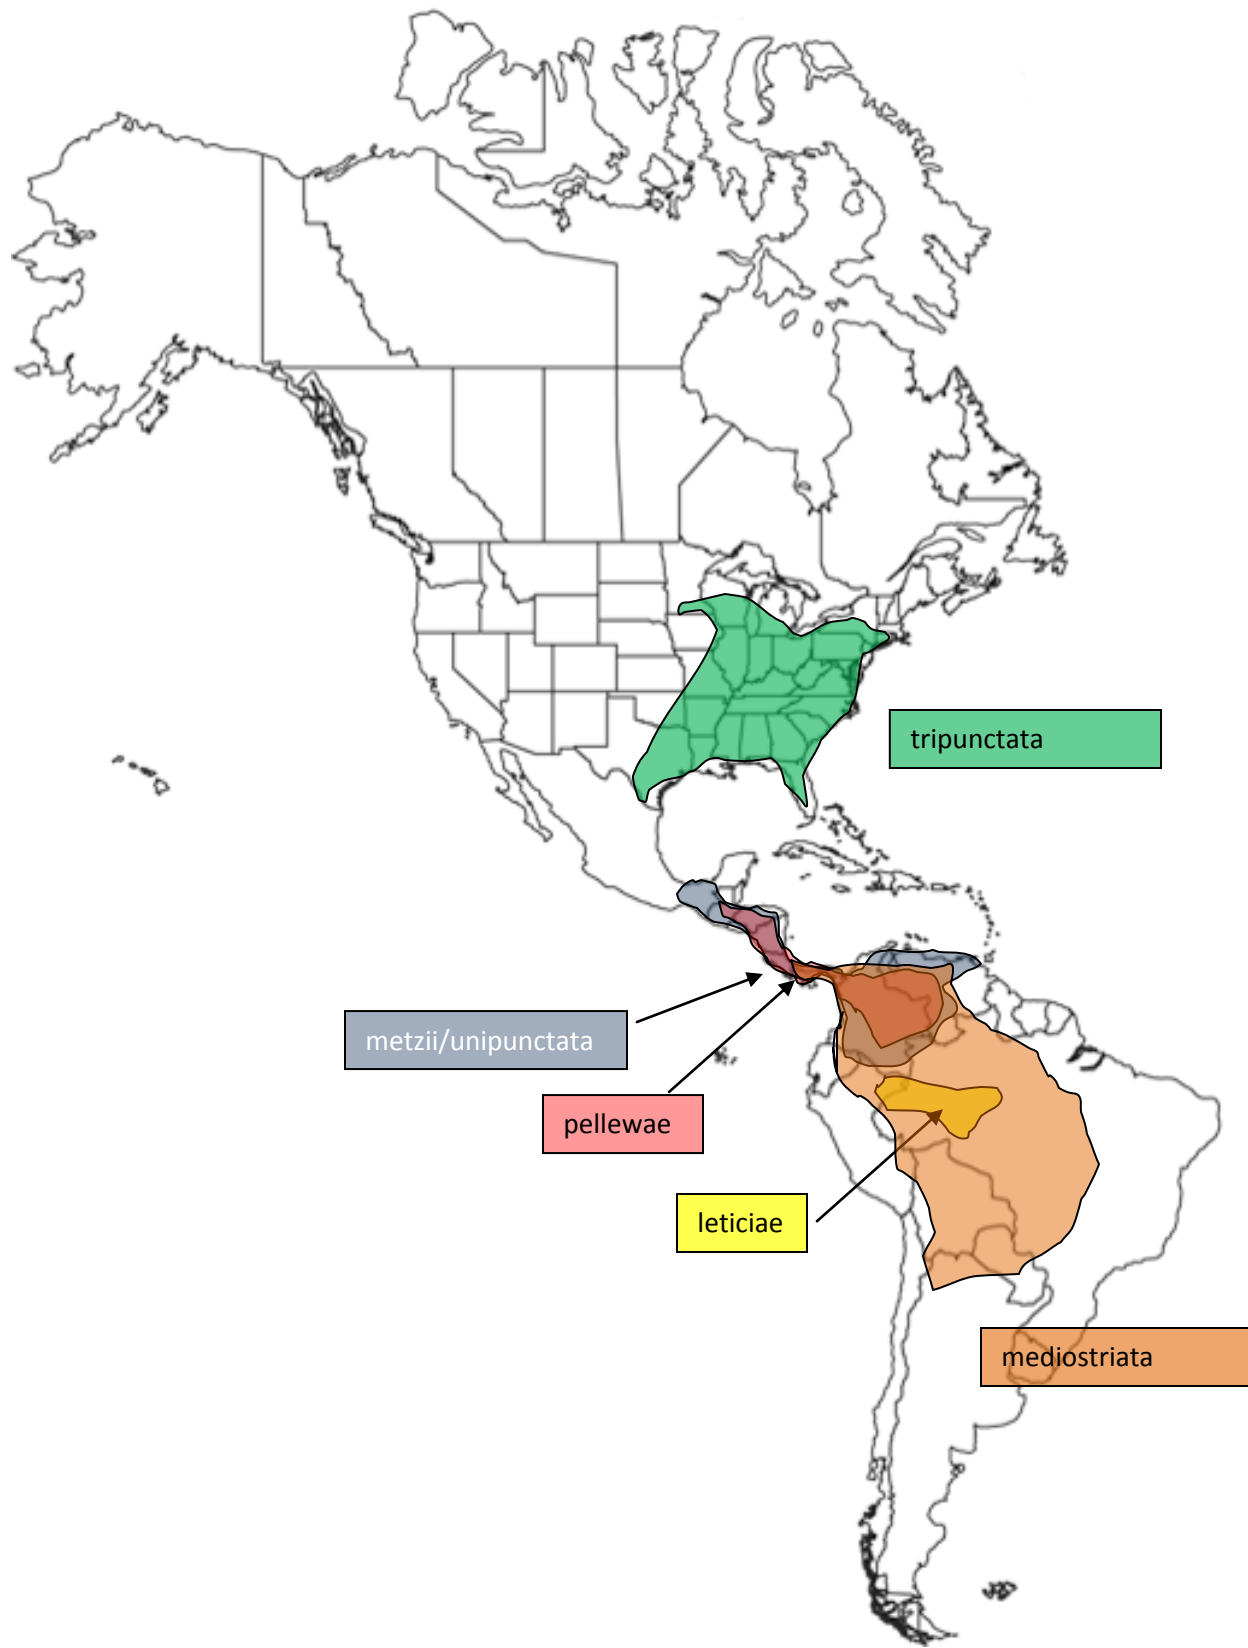 tripunctata
metzii/unipunctata
pellewae
leticiae
mediostriata